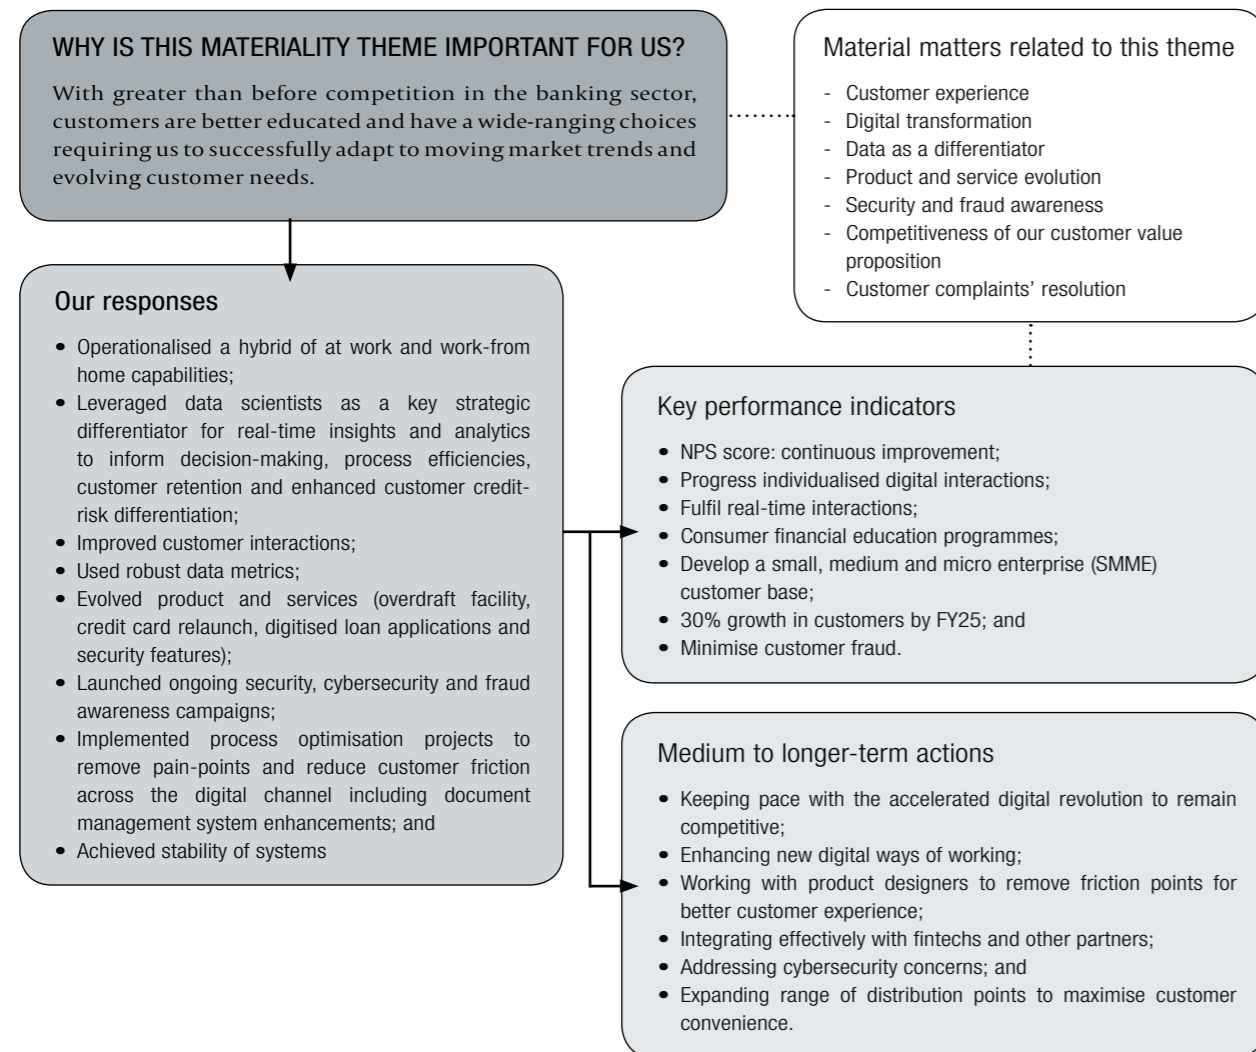 WHY IS THIS MATERIALITY THEME IMPORTANT FOR US?
With greater than before competition in the banking sector,
customers are better educated and have a wide-ranging choices
requiring us to successfully adapt to moving market trends and
evolving customer needs.
Material matters related to this theme
- Customer experience
- Digital transformation
- Data as a differentiator
- Product and service evolution
- Security and fraud awareness
- Competitiveness of our customer value
proposition
- Customer complaints’ resolution
Our responses
• Operationalised a hybrid of at work and work-from
home capabilities;
• Leveraged data scientists as a key strategic
differentiator for real-time insights and analytics
to inform decision-making, process efficiencies,
customer retention and enhanced customer credit-
risk differentiation;
• Improved customer interactions;
• Used robust data metrics;
• Evolved product and services (overdraft facility,
credit card relaunch, digitised loan applications and
security features);
• Launched ongoing security, cybersecurity and fraud
awareness campaigns;
• Implemented process optimisation projects to
remove pain-points and reduce customer friction
across the digital channel including document
management system enhancements; and
• Achieved stability of systems
Key performance indicators
• NPS score: continuous improvement;
• Progress individualised digital interactions;
• Fulfil real-time interactions;
• Consumer financial education programmes;
• Develop a small, medium and micro enterprise (SMME)
customer base;
• 30% growth in customers by FY25; and
• Minimise customer fraud.
Medium to longer-term actions
• Keeping pace with the accelerated digital revolution to remain
competitive;
• Enhancing new digital ways of working;
• Working with product designers to remove friction points for
better customer experience;
• Integrating effectively with fintechs and other partners;
• Addressing cybersecurity concerns; and
• Expanding range of distribution points to maximise customer
convenience.